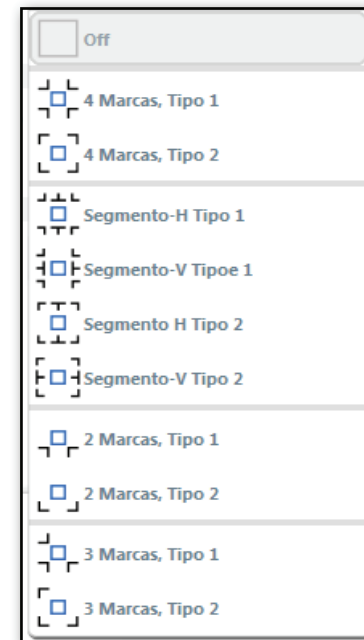 Off
4 Marcas, Tipo 1
4 Marcas, Tipo 2
Segmento-H Tipo 1
Segmento-V Tipoe 1
Segmento H Tipo 2
Segmento-V Tipo 2
2 Marcas, Tipo 1
2 Marcas, Tipo 2
3 Marcas, Tipo 1
3 Marcas, Tipo 2